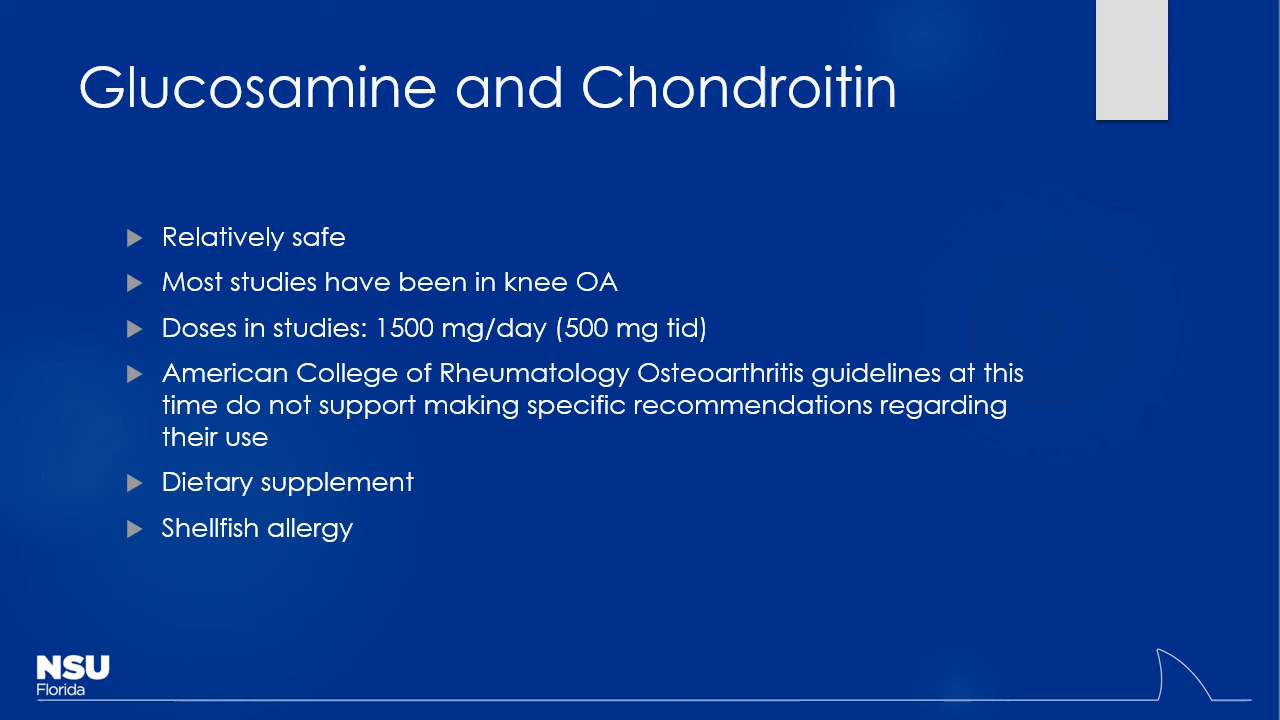 Glucosamine and Chondroitin
Relatively safe
Most studies have been in knee OA
Doses in studies: 1500 mg/day (500 mg tid)
American College of Rheumatology Osteoarthritis guidelines at this
time do not support making specific recommendations regarding
their use
Dietary supplement
Shellfish allergy
NSU
Florida